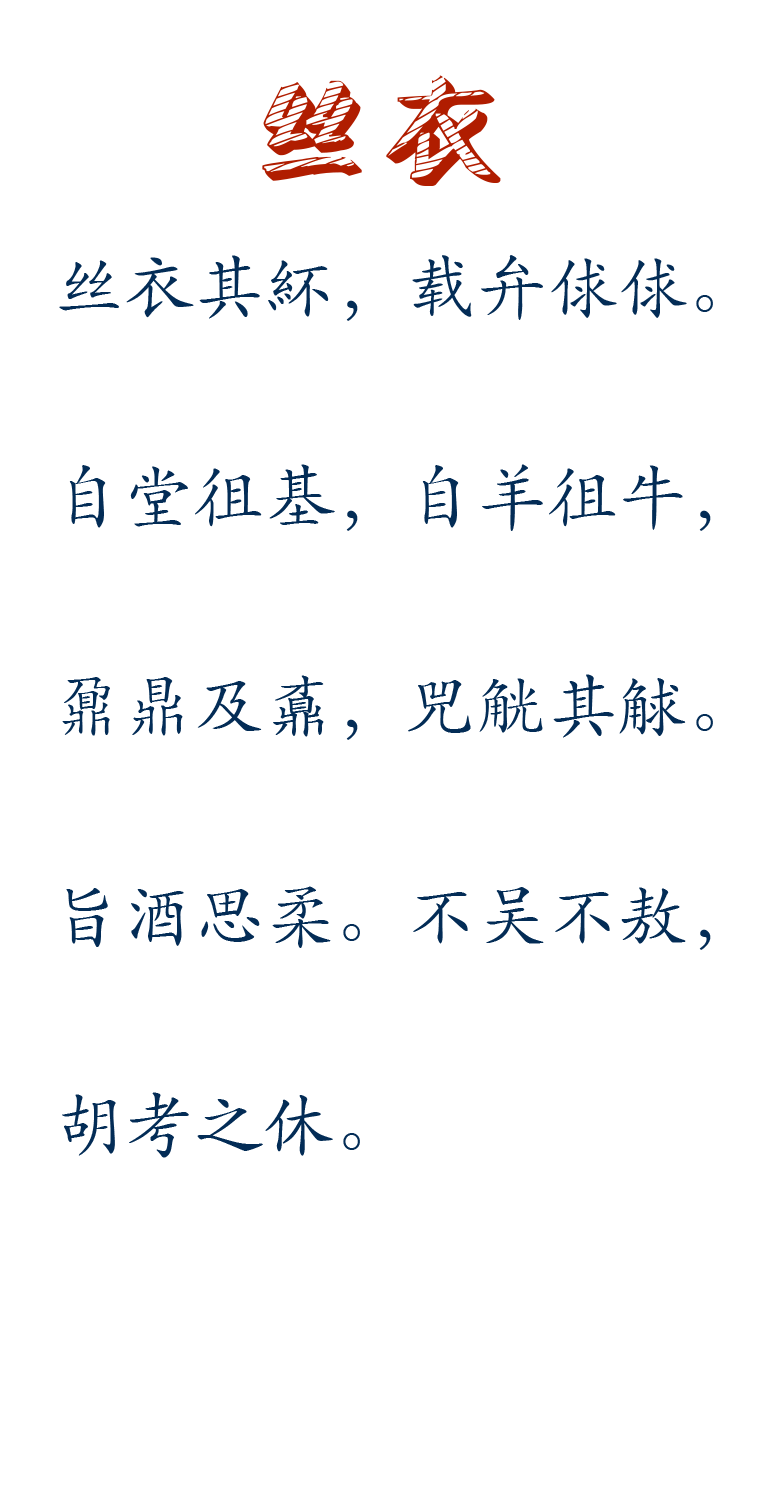 丝衣
丝衣其紑，载弁俅俅。
自堂徂基，自羊徂牛，
鼐鼎及鼒，兕觥其觩。
旨酒思柔。不吴不敖，
胡考之休。